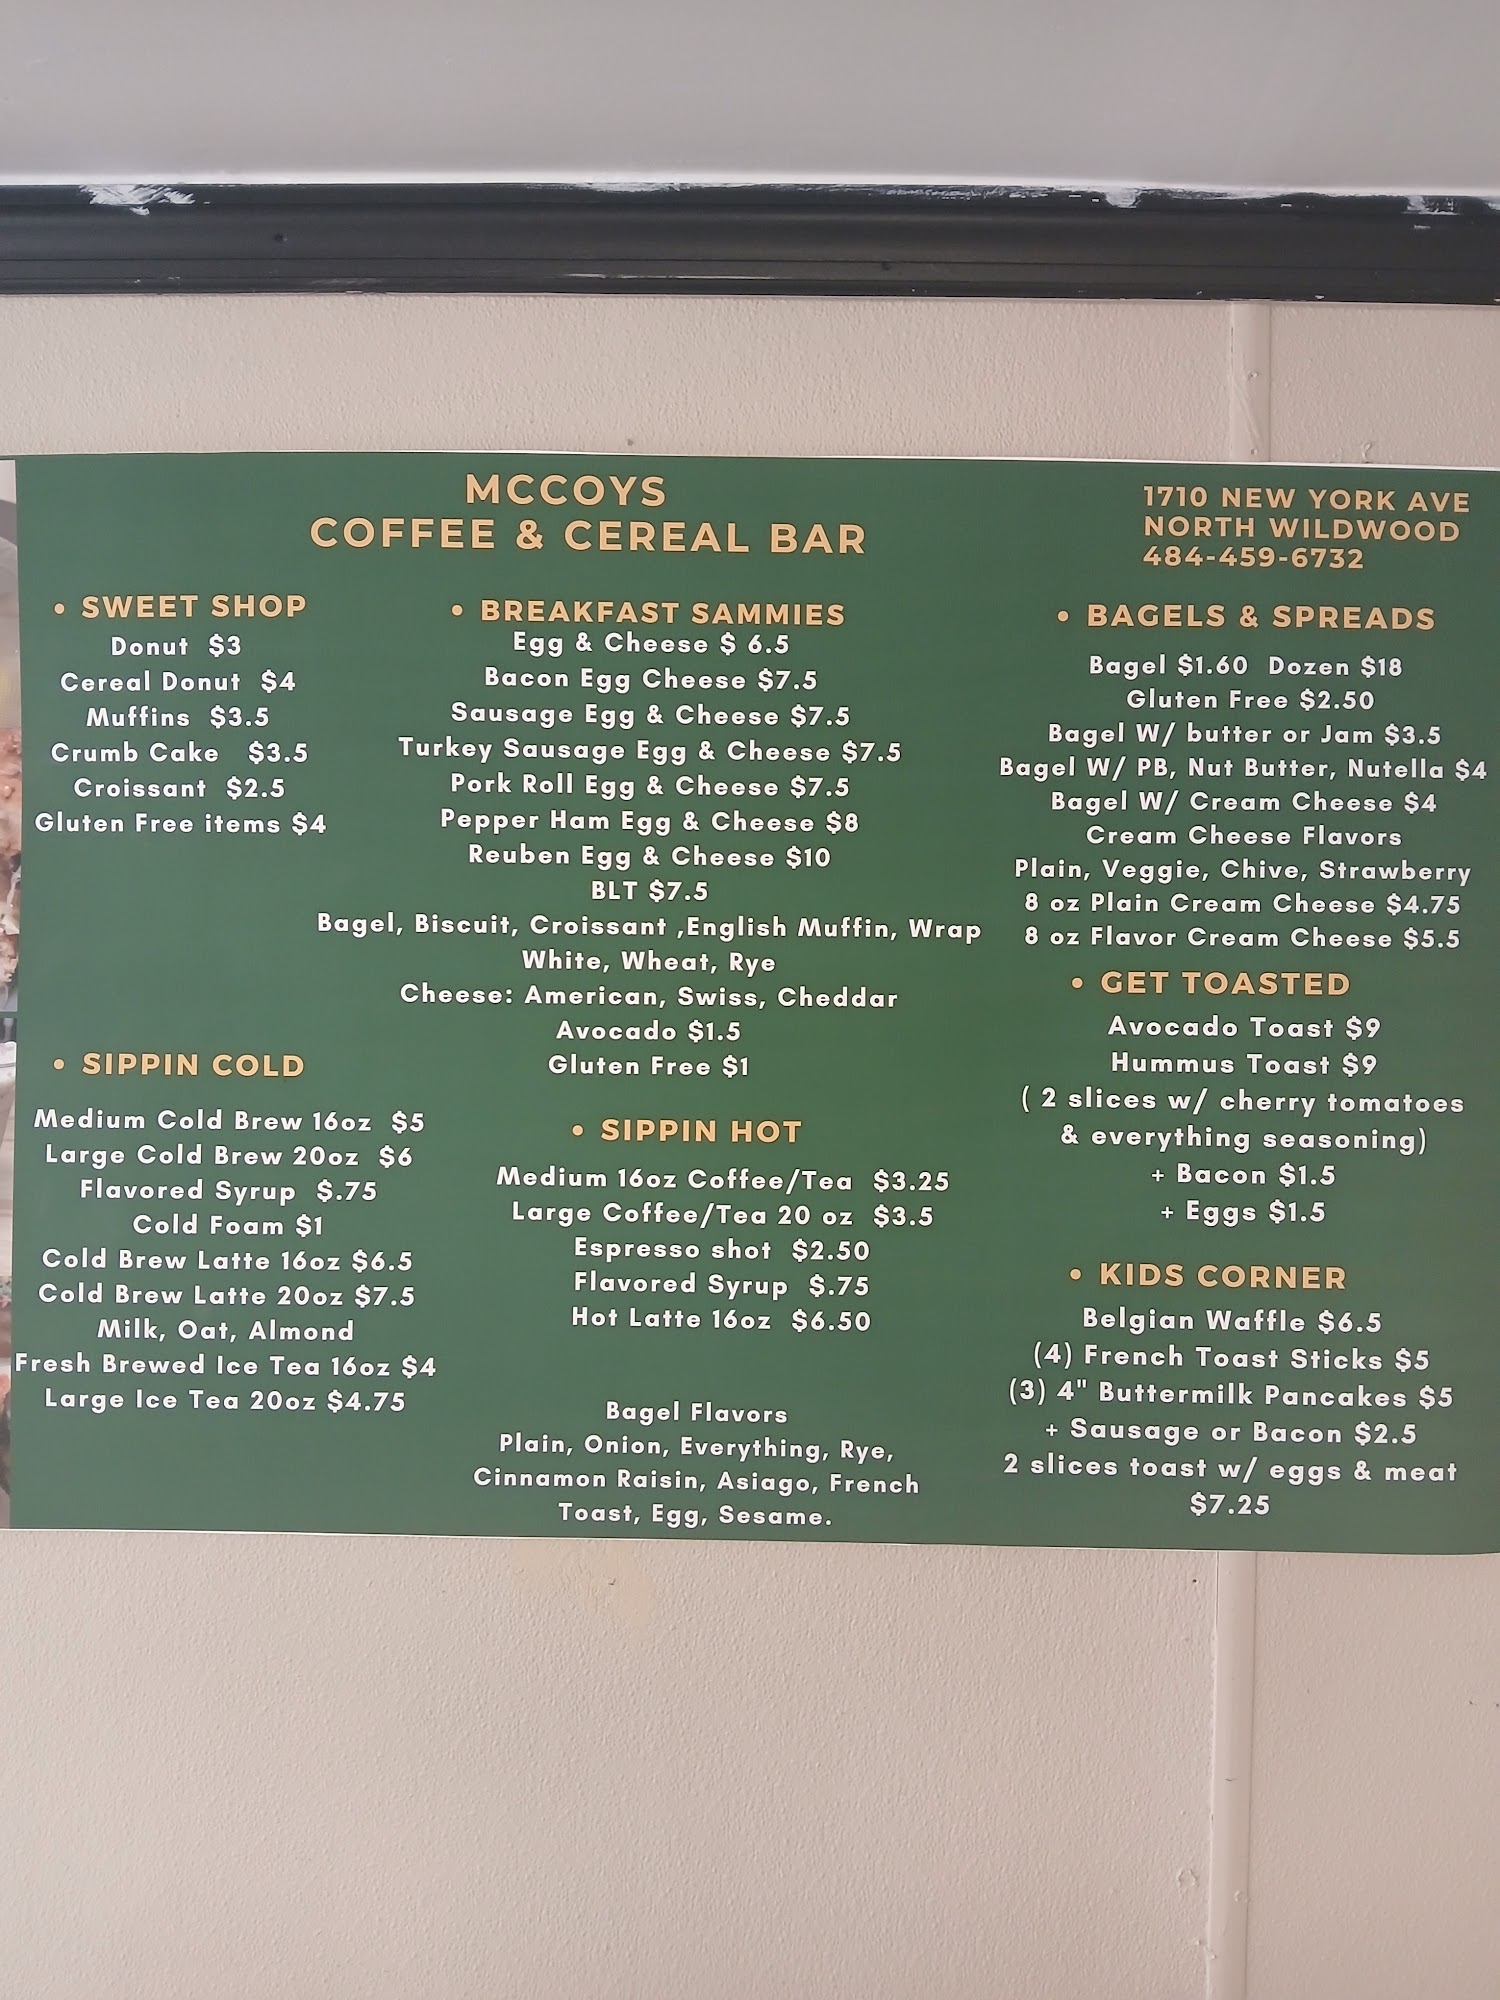 MCCOYS
COFFEE & CEREAL BAR
1710 NEW YORK AVE
NORTH WILDWOOD
484-459-6732
• SWEET SHOP
Donut $3
Cereal Donut $4
Muffins $3.5
Crumb Cake $3.5
Croissant $2.5
Gluten Free items $4
• SIPPIN COLD
Medium Cold Brew 16oz $5
Large Cold Brew 20oz $6
Flavored Syrup $.75
Cold Foam $1
Cold Brew Latte 16oz $6.5
Cold Brew Latte 20oz $7.5
Milk, Oat, Almond
Fresh Brewed Ice Tea 16oz $4
Large Ice Tea 20oz $4.75
• BREAKFAST SAMMIES
Egg & Cheese $ 6.5
Bacon Egg Cheese $7.5
Sausage Egg & Cheese $7.5
Turkey Sausage Egg & Cheese $7.5
Pork Roll Egg & Cheese $7.5
Pepper Ham Egg & Cheese $8
Reuben Egg & Cheese $10
BLT $7.5
Bagel, Biscuit, Croissant ,English Muffin, Wrap
White, Wheat, Rye
Cheese: American, Swiss, Cheddar
Avocado $1.5
Gluten Free $1
• SIPPIN HOT
Medium 16oz Coffee/Tea $3.25
Large Coffee/Tea 20 oz $3.5
Espresso shot $2.50
Flavored Syrup $.75
Hot Latte 16oz $6.50
Bagel Flavors
Plain, Onion, Everything, Rye,
Cinnamon Raisin, Asiago, French
Toast, Egg, Sesame.
• BAGELS & SPREADS
Bagel $1.60 Dozen $18
Gluten Free $2.50
Bagel W/ butter or Jam $3.5
Bagel W/ PB, Nut Butter, Nutella $4
Bagel W/ Cream Cheese $4
Cream Cheese Flavors
Plain, Veggie, Chive, Strawberry
8 oz Plain Cream Cheese $4.75
8 oz Flavor Cream Cheese $5.5
• GET TOASTED
Avocado Toast $9
Hummus Toast $9
( 2 slices w/ cherry tomatoes
& everything seasoning)
+ Bacon $1.5
+ Eggs $1.5
• KIDS CORNER
Belgian Waffle $6.5
(4) French Toast Sticks $5
(3) 4" Buttermilk Pancakes $5
+ Sausage or Bacon $2.5
2 slices toast w/ eggs & meat
$7.25